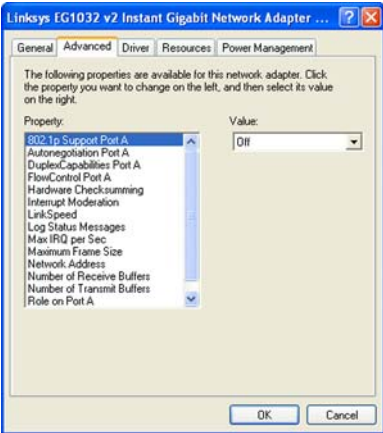 Linksys EG1032 v2 Instant Gigabit Network Adapter ...
General
Advanced
Driver
Resources
Power Management
The following properties are available for this network adapter. Click
the property you want to change on the left, and then select its value
on the right.
Property:
Value:
802.1p Support Port A
Off
Autonegotiation Port A
DuplexCapabilities Port A
FlowControl Port A
Hardware Checksumming
Interrupt Moderation
LinkSpeed
Log Status Messages
Max IRQ per Sec
Maximum Frame Size
Network Address
Number of Receive Buffers
Number of Transmit Buffers
Role on Port A
OK
Cancel